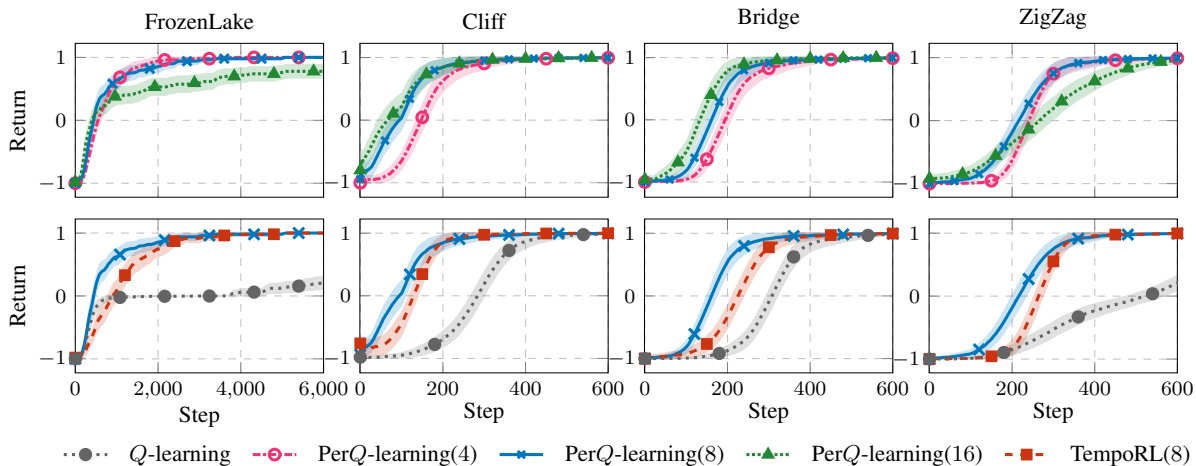 FrozenLake Cliff Bridge ZigZag
Return
1 1 1 1
0 0 0 0
−1 −1 −1 −1
Return
1 1 1 1
0 0 0 0
−1 −1 −1 −1
0 2,000 4,000 6,000 0 200 400 600 0 200 400 600 0 200 400 600
Step Step Step Step
Q-learning PerQ-learning(4) PerQ-learning(8) PerQ-learning(16) TempoRL(8)